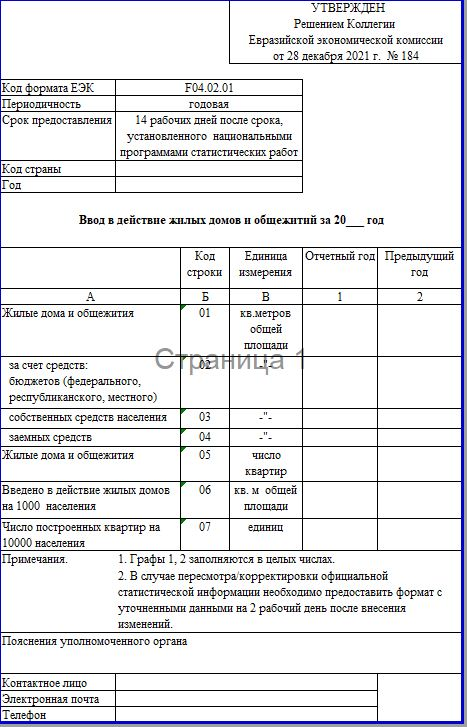 УТВЕРЖДЕН
Решением Коллегии
Евразийской экономической комиссии
от 28 декабря 2021 г. № 184
Код формата ЕЭК F04.02.01
Периодичность годовая
Срок предоставления 14 рабочих дней после срока,
установленного национальными
программами статистических работ
Код страны
Год
Ввод в действие жилых домов и общежитий за 20___ год
Код Единица Отчетный год Предыдущий
строки измерения год
А Б В 1 2
Жилые дома и общежития 01 кв.метров
общей
площади
Страница 1
за счет средств: 02 -"-
бюджетов (федерального,
республиканского, местного)
собственных средств населения 03 -"-
заемных средств 04 -"-
Жилые дома и общежития 05 число
квартир
Введено в действие жилых домов 06 кв. м общей
на 1000 населения площади
Число построенных квартир на 07 единиц
10000 населения
Примечания. 1. Графы 1, 2 заполняются в целых числах.
2. В случае пересмотра/корректировки официальной
статистической информации необходимо предоставить формат с
уточненными данными на 2 рабочий день после внесения
изменений.
Пояснения уполномоченного органа
Контактное лицо
Электронная почта
Телефон